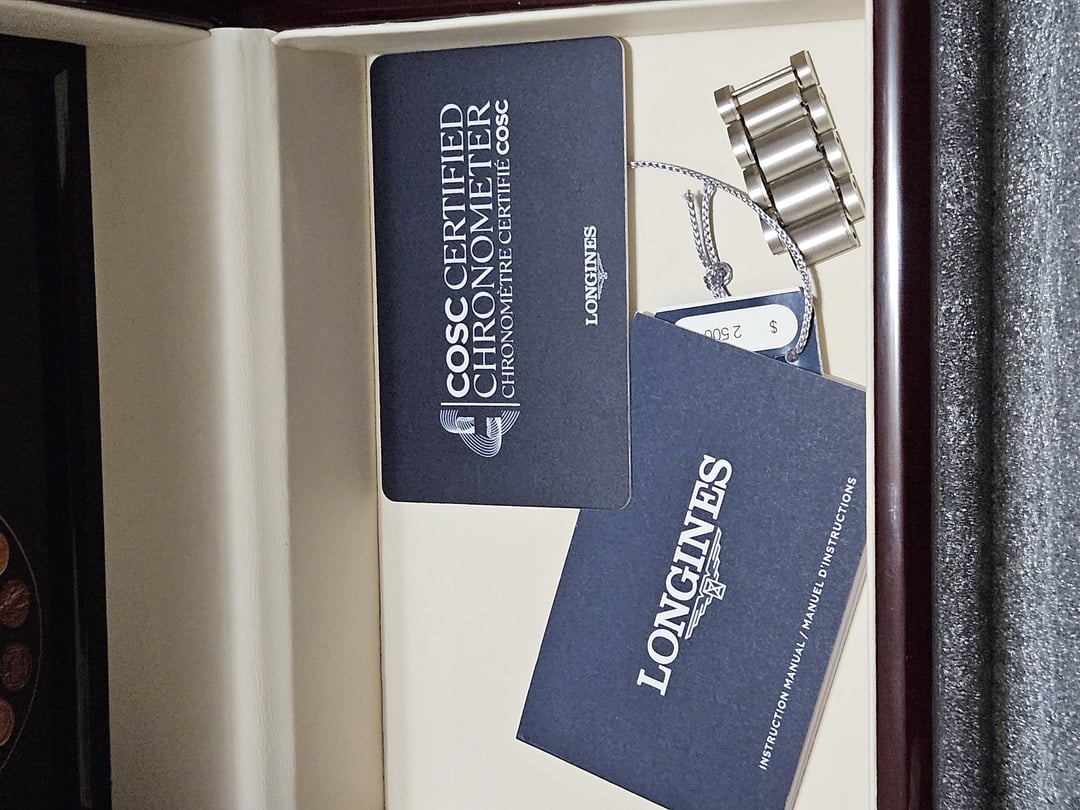 COSC CERTIFIED
CHRONOMETER
CHRONOMÈTRE CERTIFIÉ COSC
LONGINES
$ 2 500
LONGINES
INSTRUCTION MANUAL / MANUEL D'INSTRUCTIONS